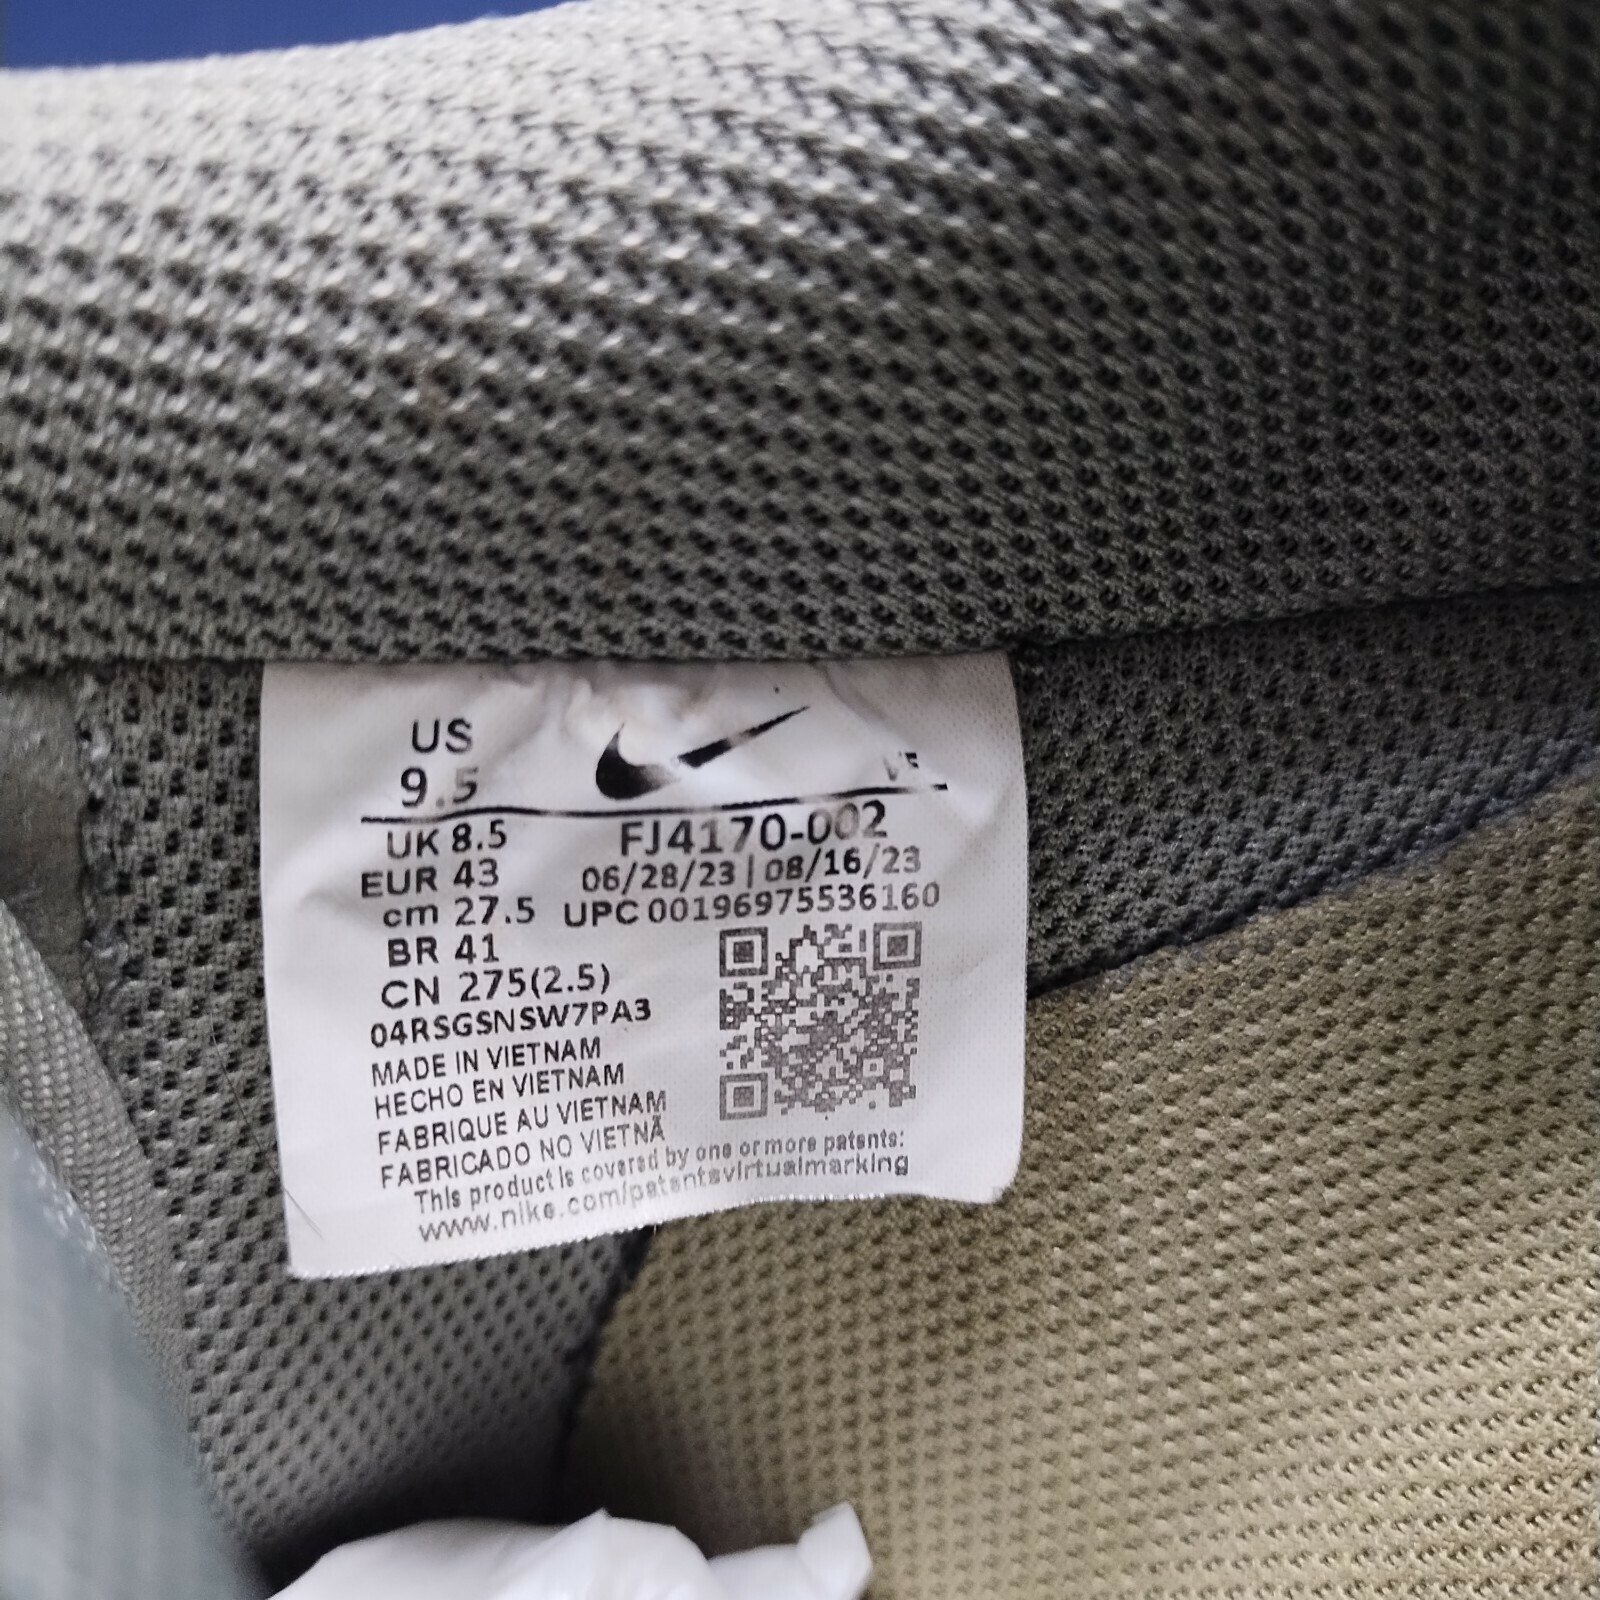 US
9.5
UK 8.5
EUR 43
cm 27.5
BR 41
CN 275(2.5)
FJ4170-002
06/28/23 | 08/16/23
UPC 00196975536160
04RSGSNSW7PA3
MADE IN VIETNAM
HECHO EN VIETNAM
FABRIQUE AU VIETNAM
FABRICADO NO VIETNÃ
This product is covered by one or more patents:
www.nike.com/patentsvirtualmarking